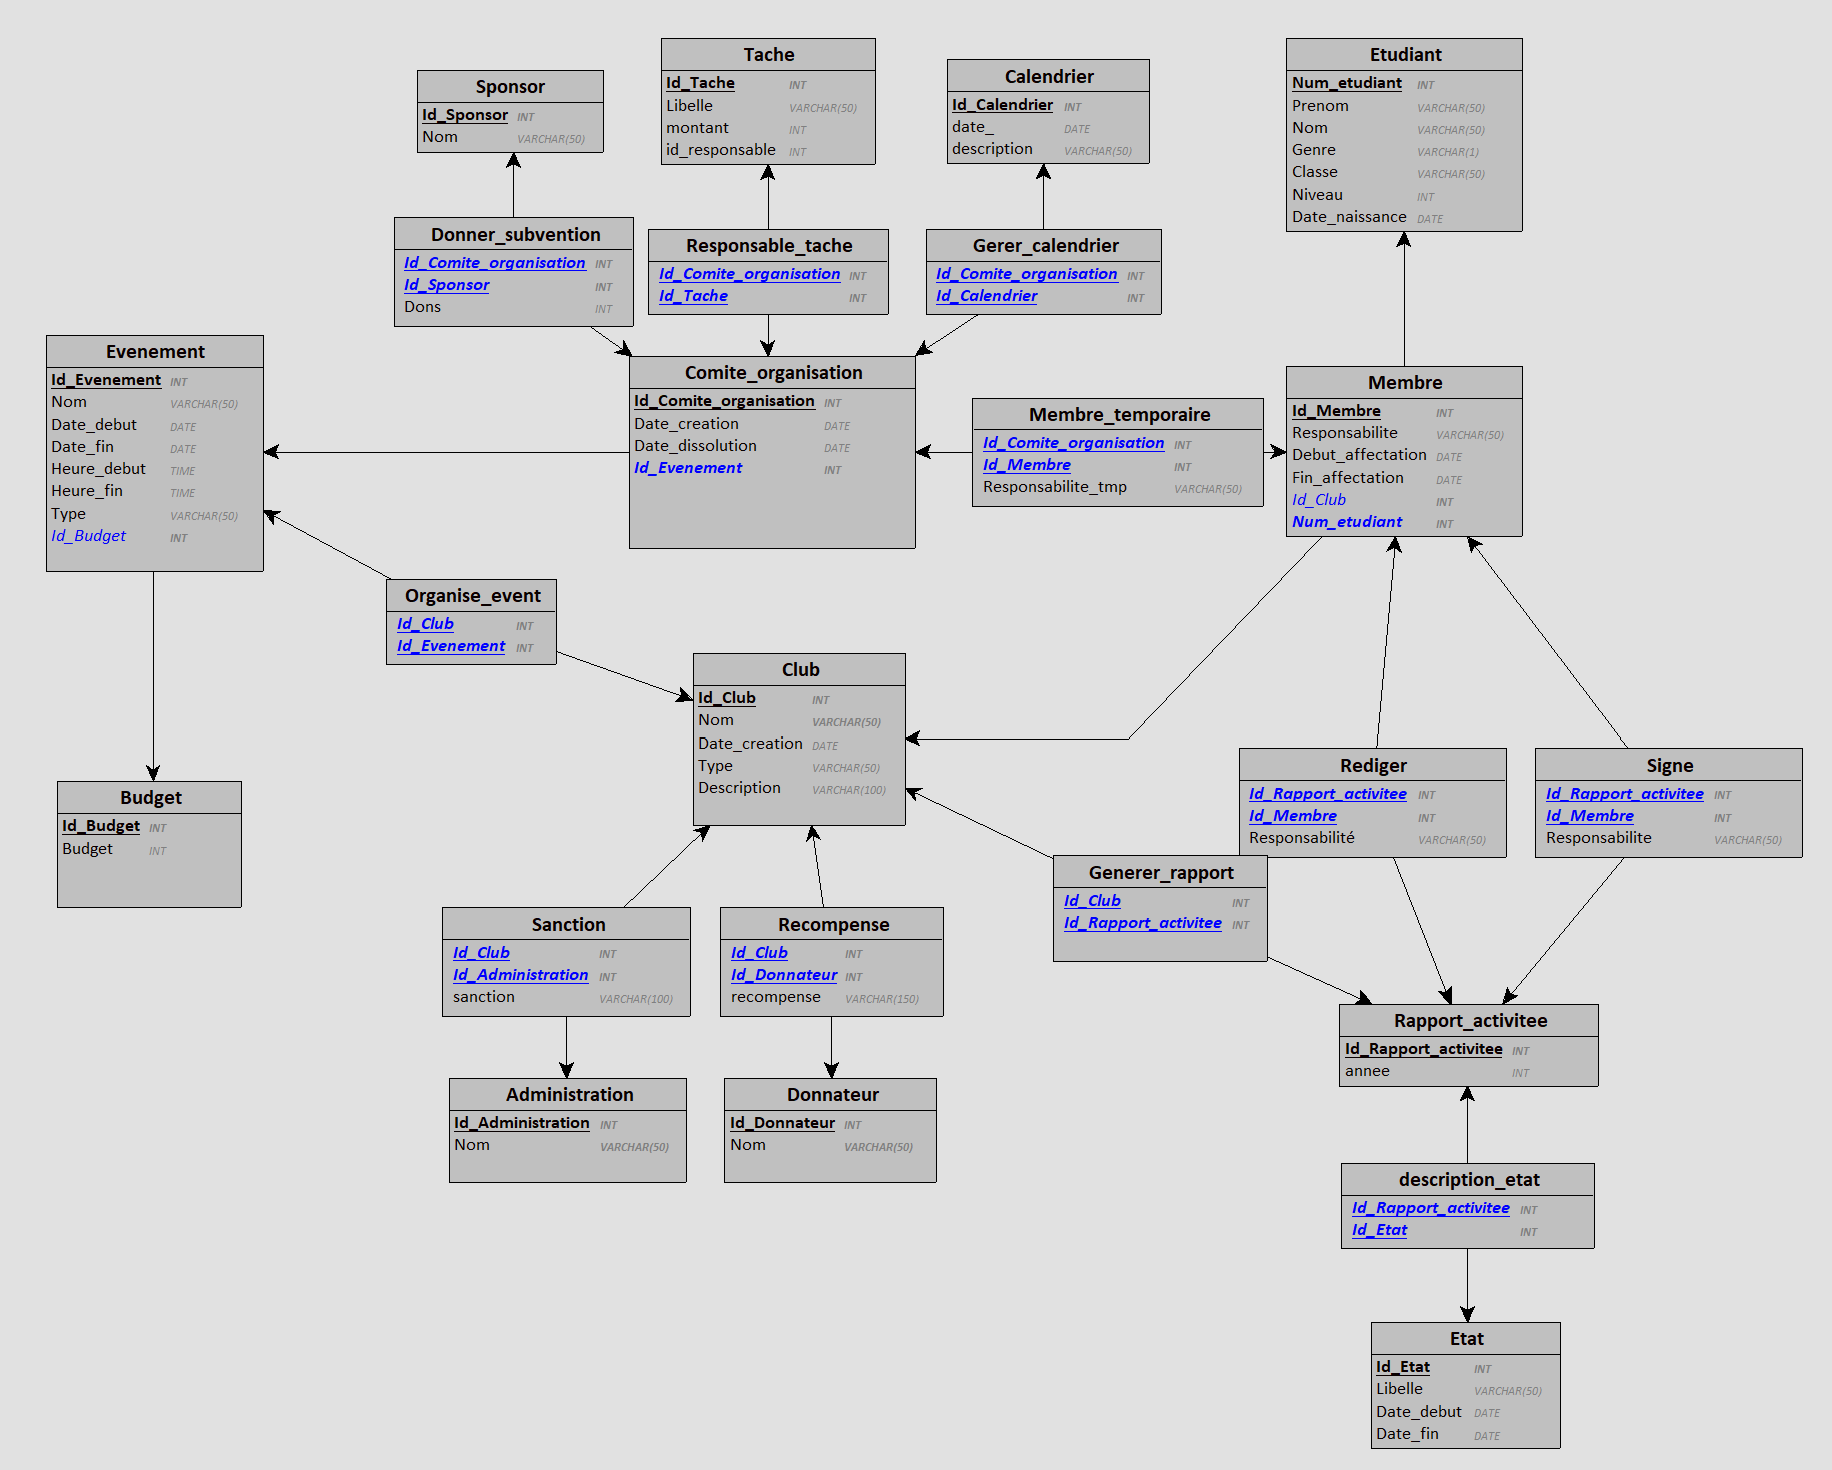 Sponsor
Id_Sponsor INT
Nom VARCHAR(50)
Tache
Id_Tache INT
Libelle VARCHAR(50)
montant INT
id_responsable INT
Calendrier
Id_Calendrier INT
date_ DATE
description VARCHAR(50)
Etudiant
Num_etudiant INT
Prenom VARCHAR(50)
Nom VARCHAR(50)
Genre VARCHAR(1)
Classe VARCHAR(50)
Niveau INT
Date_naissance DATE
Donner_subvention
Id_Comite_organisation INT
Id_Sponsor INT
Dons INT
Responsable_tache
Id_Comite_organisation INT
Id_Tache INT
Gerer_calendrier
Id_Comite_organisation INT
Id_Calendrier INT
Evenement
Id_Evenement INT
Nom VARCHAR(50)
Date_debut DATE
Date_fin DATE
Heure_debut TIME
Heure_fin TIME
Type VARCHAR(50)
Id_Budget INT
Comite_organisation
Id_Comite_organisation INT
Date_creation DATE
Date_dissolution DATE
Id_Evenement INT
Membre_temporaire
Id_Comite_organisation INT
Id_Membre INT
Responsabilite_tmp VARCHAR(50)
Membre
Id_Membre INT
Responsabilite VARCHAR(50)
Debut_affectation DATE
Fin_affectation DATE
Id_Club INT
Num_etudiant INT
Organise_event
Id_Club INT
Id_Evenement INT
Club
Id_Club INT
Nom VARCHAR(50)
Date_creation DATE
Type VARCHAR(50)
Description VARCHAR(100)
Budget
Id_Budget INT
Budget INT
Rediger
Id_Rapport_activitee INT
Id_Membre INT
Responsabilité VARCHAR(50)
Signe
Id_Rapport_activitee INT
Id_Membre INT
Responsabilite VARCHAR(50)
Generer_rapport
Id_Club INT
Id_Rapport_activitee INT
Sanction
Id_Club INT
Id_Administration INT
sanction VARCHAR(100)
Recompense
Id_Club INT
Id_Donnateur INT
recompense VARCHAR(150)
Rapport_activitee
Id_Rapport_activitee INT
annee INT
Administration
Id_Administration INT
Nom VARCHAR(50)
Donnateur
Id_Donnateur INT
Nom VARCHAR(50)
description_etat
Id_Rapport_activitee INT
Id_Etat INT
Etat
Id_Etat INT
Libelle VARCHAR(50)
Date_debut DATE
Date_fin DATE